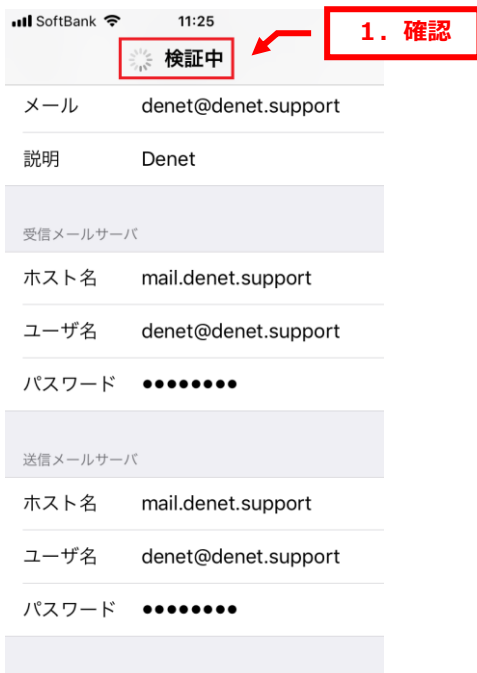 SoftBank 11:25
1．確認
検証中
メール denet@denet.support
説明 Denet
受信メールサーバ
ホスト名 mail.denet.support
ユーザ名 denet@denet.support
パスワード ●●●●●●●●
送信メールサーバ
ホスト名 mail.denet.support
ユーザ名 denet@denet.support
パスワード ●●●●●●●●